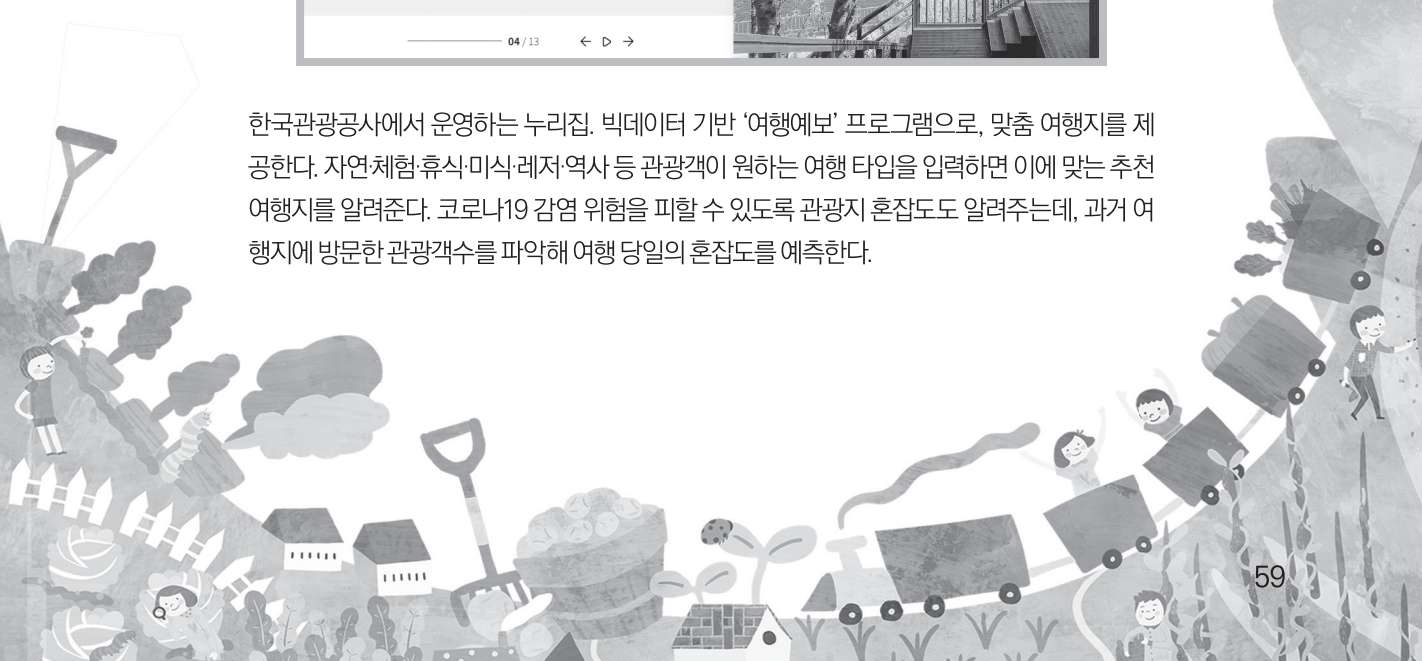 04 / 13
한국관광공사에서 운영하는 누리집. 빅데이터 기반 ‘여행예보’ 프로그램으로, 맞춤 여행지를 제
공한다. 자연·체험·휴식·미식·레저·역사 등 관광객이 원하는 여행 타입을 입력하면 이에 맞는 추천
여행지를 알려준다. 코로나19 감염 위험을 피할 수 있도록 관광지 혼잡도도 알려주는데, 과거 여
행지에 방문한 관광객수를 파악해 여행 당일의 혼잡도를 예측한다.
59